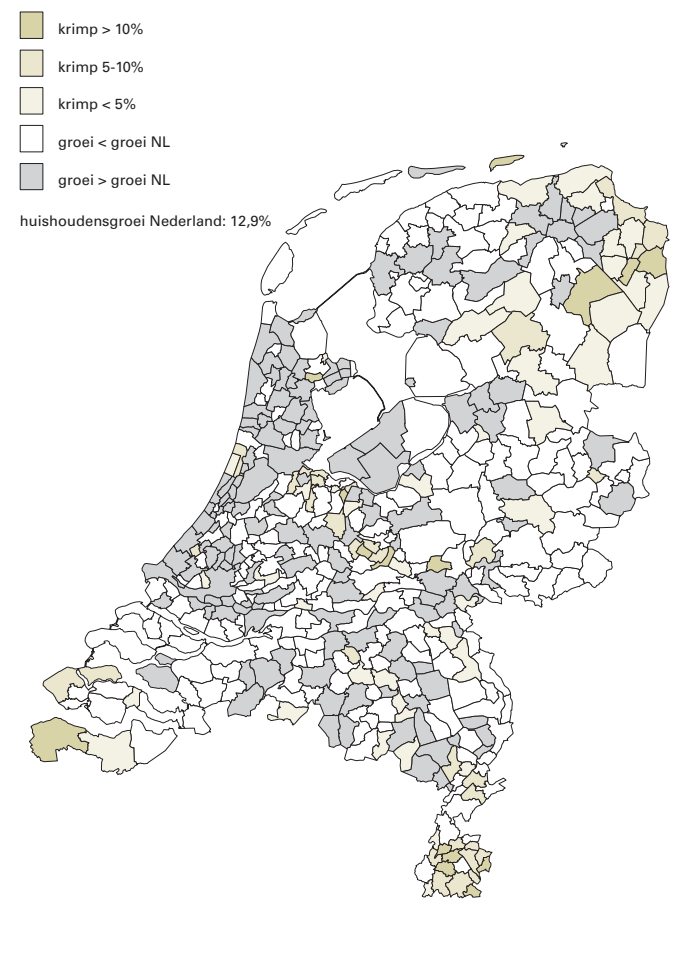 krimp > 10%
krimp 5-10%
krimp < 5%
groei < groei NL
groei > groei NL
huishoudensgroei Nederland: 12,9%